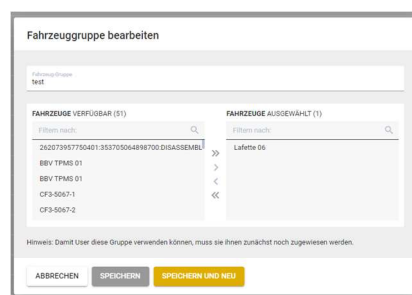 Fahrzeuggruppe bearbeiten
Fahrzeug-Gruppe
test
FAHRZEUGE VERFÜGBAR (51)
Filtern nach:
262073957750401:353705064898700:DISASSEMBL
BBV TPMS 01
BBV TPMS 01
CF3-5067-1
CF3-5067-2
FAHRZEUGE AUSGEWÄHLT (1)
Filtern nach:
Lafette 06
Hinweis: Damit User diese Gruppe verwenden können, muss sie ihnen zunächst noch zugewiesen werden.
ABBRECHEN
SPEICHERN
SPEICHERN UND NEU